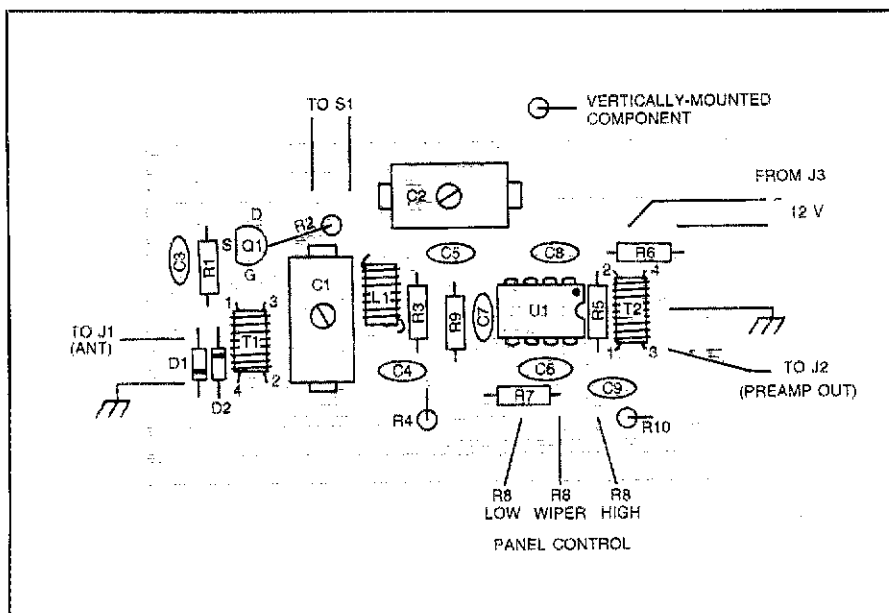 TO S1
VERTICALLY-MOUNTED
COMPONENT
FROM J3
12 V
C2
D
R2
S
Q1
G
C3
R1
C1
C5
C8
R6
L1
R3
R9
C7
U1
R5
2
4
T2
1
3
1
3
T1
4
2
TO J1
(ANT)
D1
D2
C4
C6
C9
R7
R4
R10
TO J2
(PREAMP OUT)
R8
LOW
R8
WIPER
R8
HIGH
PANEL CONTROL